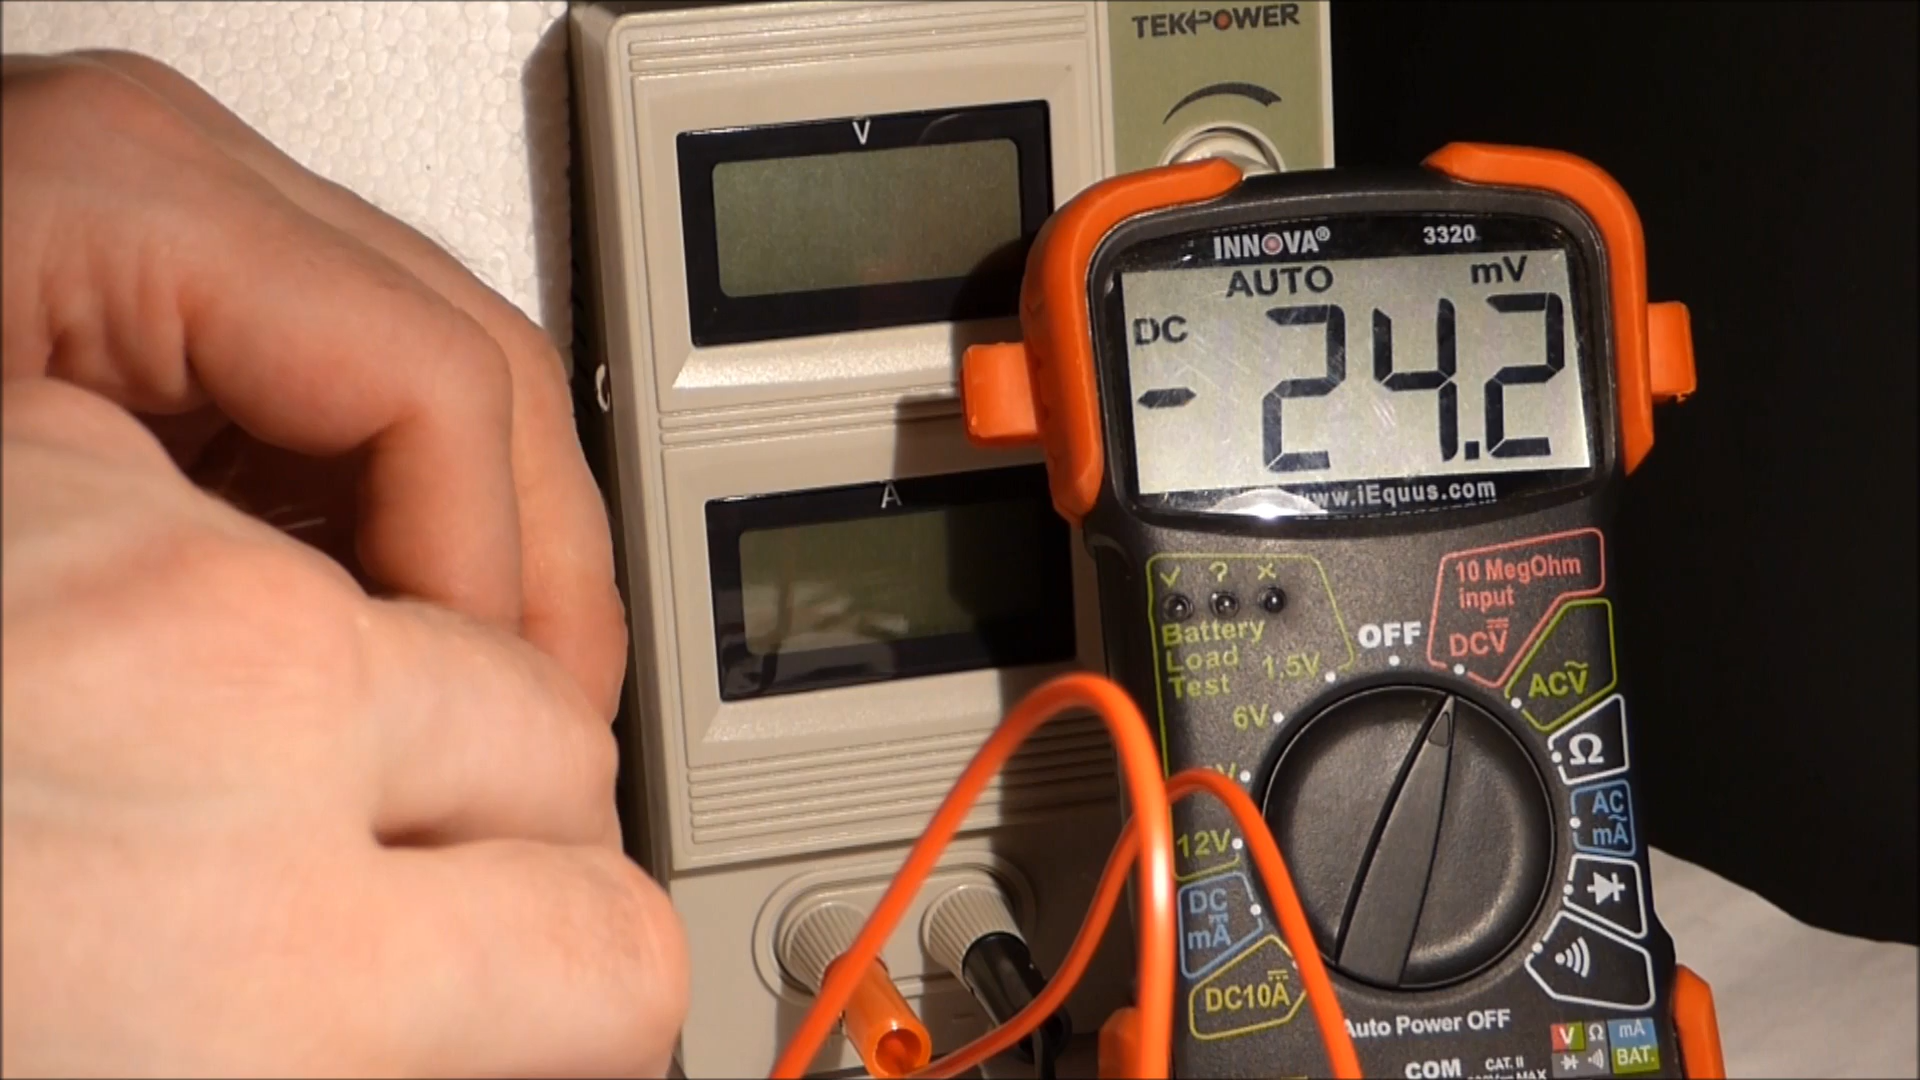 TEKPOWER
V
A
INNOVA® 3320
AUTO mV
DC
-24.2
www.iEquus.com
10 MegOhm
input
DCV
OFF
ACV
Battery
Load
Test
1.5V
6V
12V
Ω
AC
mA
DC
mA
DC10A
Auto Power OFF
COM
CAT. II
MAX
V Ω mA
BAT.